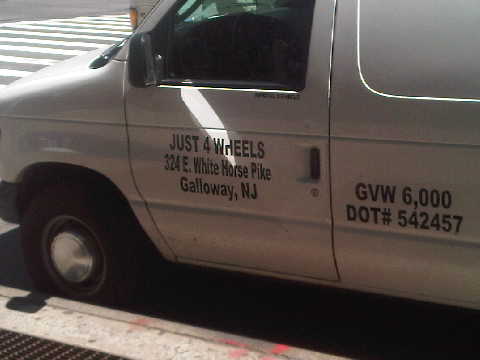 JUST 4 WHEELS
324 E. White Horse Pike
Galloway, NJ
GVW 6,000
DOT# 542457